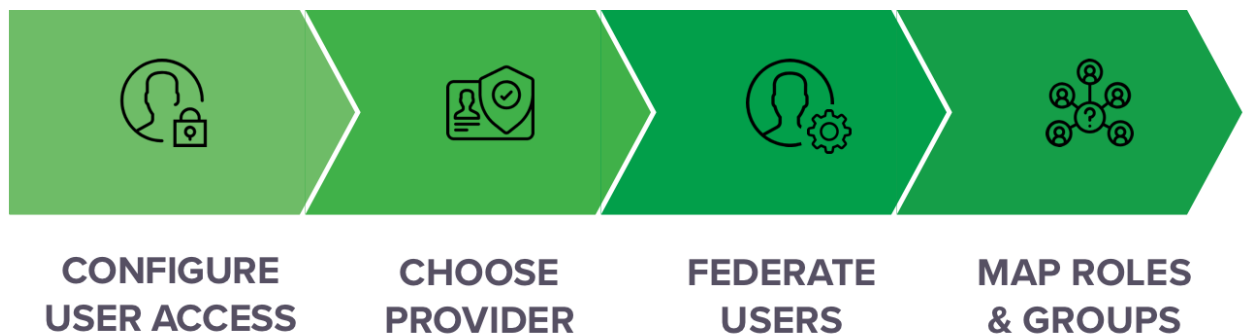 CONFIGURE
USER ACCESS
CHOOSE
PROVIDER
FEDERATE
USERS
MAP ROLES
& GROUPS
?